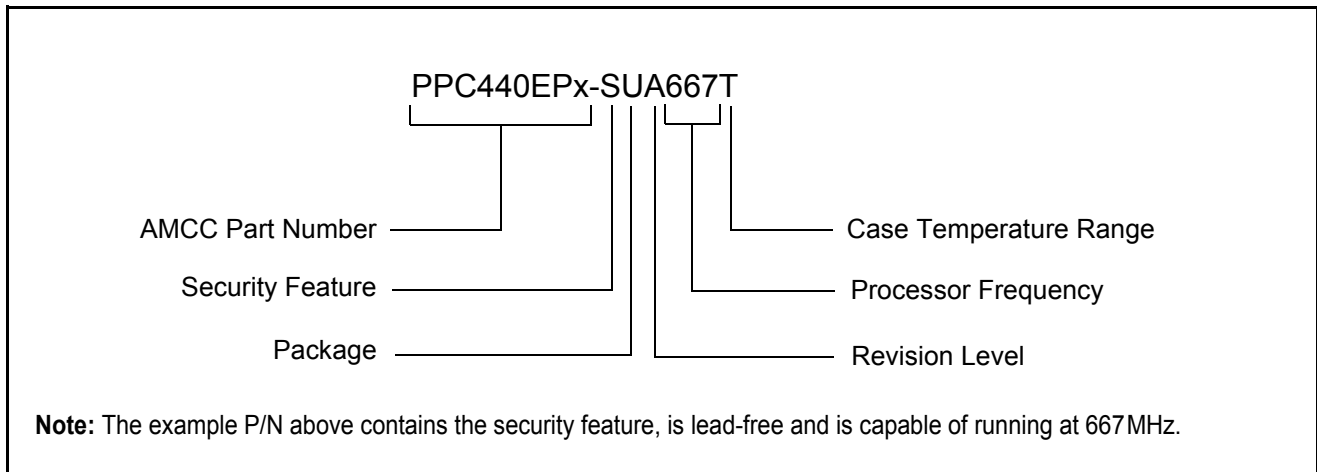 PPC440EPx-SUA667T
AMCC Part Number
Case Temperature Range
Security Feature
Processor Frequency
Package
Revision Level
Note: The example P/N above contains the security feature, is lead-free and is capable of running at 667MHz.